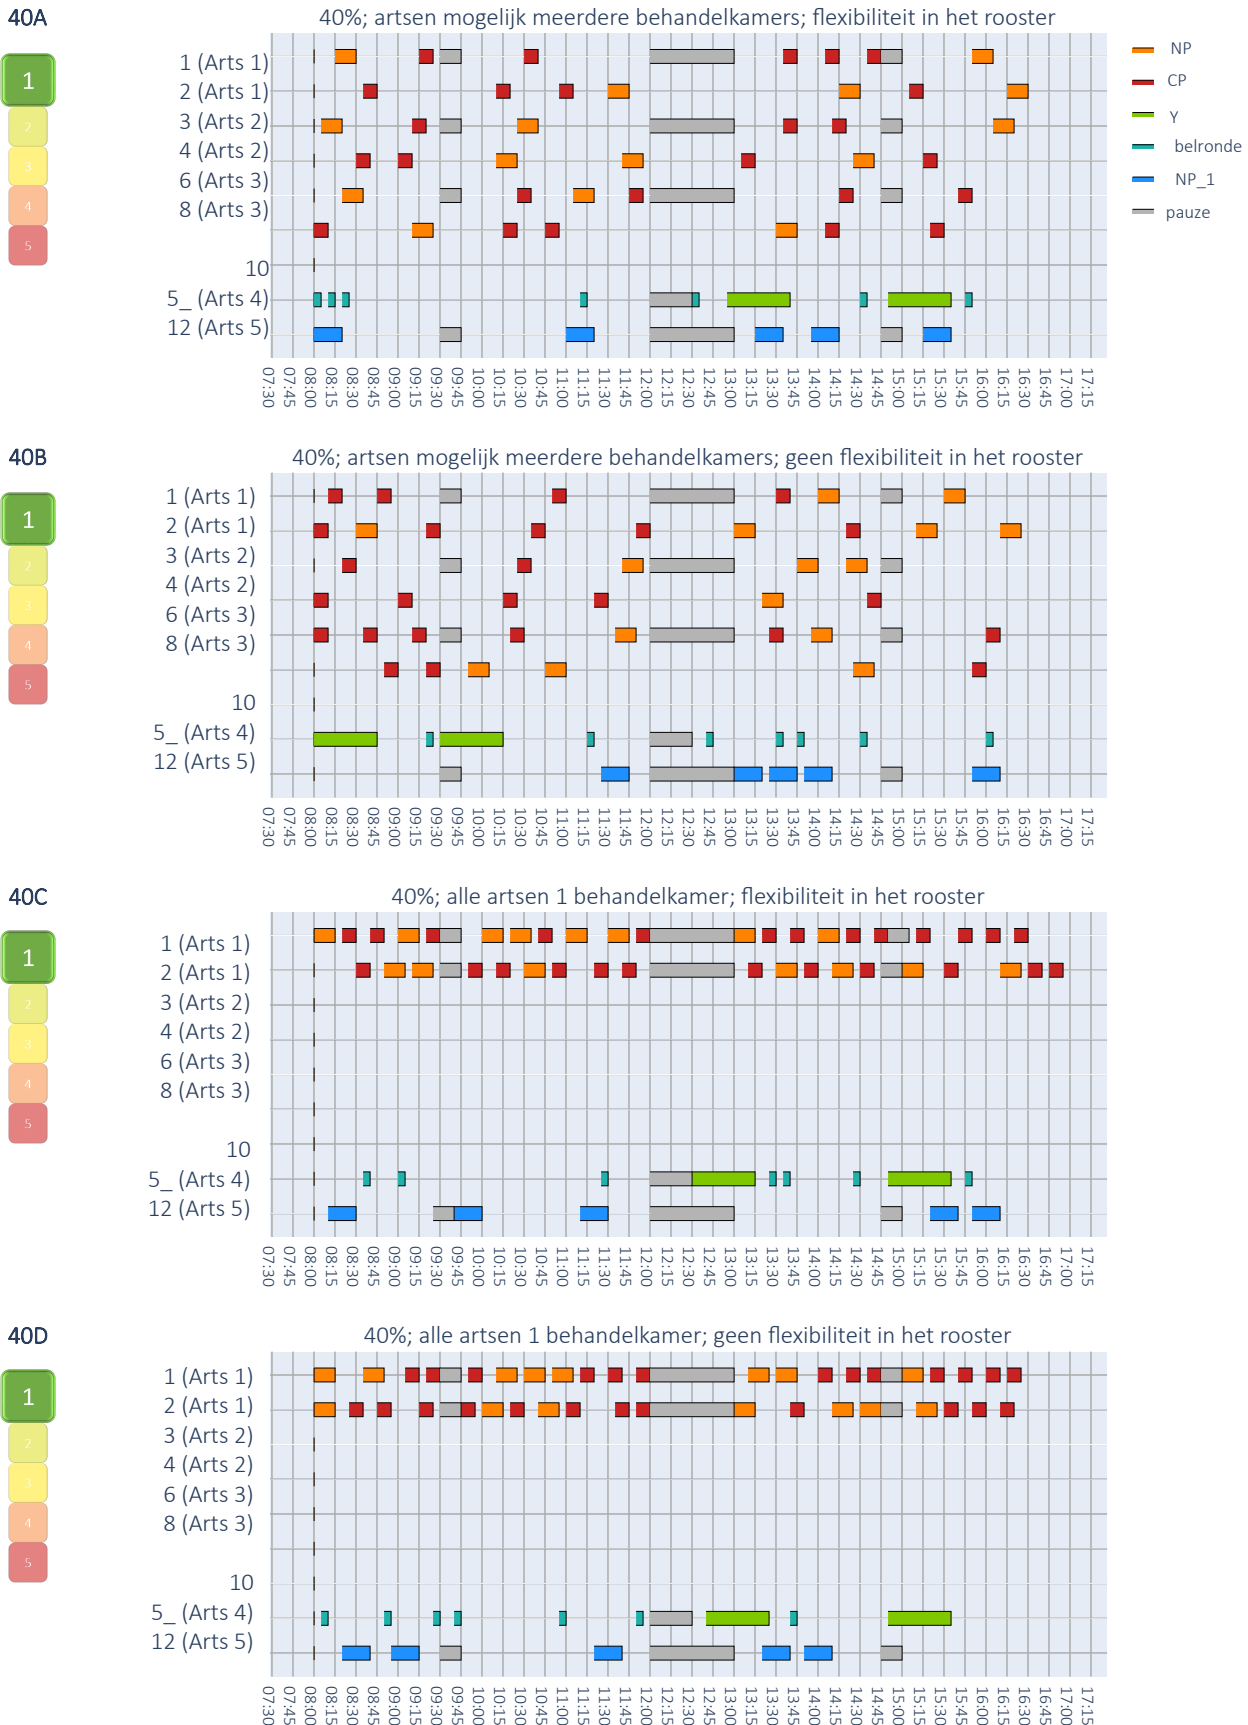 40A
40%; artsen mogelijk meerdere behandelkamers; flexibiliteit in het rooster
1
2
3
4
5
1 (Arts 1)
2 (Arts 1)
3 (Arts 2)
4 (Arts 2)
6 (Arts 3)
8 (Arts 3)
10
5_ (Arts 4)
12 (Arts 5)
NP
CP
Y
belronde
NP_1
pauze
07:30 07:45 08:00 08:15 08:30 08:45 09:00 09:15 09:30 09:45 10:00 10:15 10:30 10:45 11:00 11:15 11:30 11:45 12:00 12:15 12:30 12:45 13:00 13:15 13:30 13:45 14:00 14:15 14:30 14:45 15:00 15:15 15:30 15:45 16:00 16:15 16:30 16:45 17:00 17:15
40B
40%; artsen mogelijk meerdere behandelkamers; geen flexibiliteit in het rooster
1
2
3
4
5
1 (Arts 1)
2 (Arts 1)
3 (Arts 2)
4 (Arts 2)
6 (Arts 3)
8 (Arts 3)
10
5_ (Arts 4)
12 (Arts 5)
07:30 07:45 08:00 08:15 08:30 08:45 09:00 09:15 09:30 09:45 10:00 10:15 10:30 10:45 11:00 11:15 11:30 11:45 12:00 12:15 12:30 12:45 13:00 13:15 13:30 13:45 14:00 14:15 14:30 14:45 15:00 15:15 15:30 15:45 16:00 16:15 16:30 16:45 17:00 17:15
40C
40%; alle artsen 1 behandelkamer; flexibiliteit in het rooster
1
2
3
4
5
1 (Arts 1)
2 (Arts 1)
3 (Arts 2)
4 (Arts 2)
6 (Arts 3)
8 (Arts 3)
10
5_ (Arts 4)
12 (Arts 5)
07:30 07:45 08:00 08:15 08:30 08:45 09:00 09:15 09:30 09:45 10:00 10:15 10:30 10:45 11:00 11:15 11:30 11:45 12:00 12:15 12:30 12:45 13:00 13:15 13:30 13:45 14:00 14:15 14:30 14:45 15:00 15:15 15:30 15:45 16:00 16:15 16:30 16:45 17:00 17:15
40D
40%; alle artsen 1 behandelkamer; geen flexibiliteit in het rooster
1
2
3
4
5
1 (Arts 1)
2 (Arts 1)
3 (Arts 2)
4 (Arts 2)
6 (Arts 3)
8 (Arts 3)
10
5_ (Arts 4)
12 (Arts 5)
07:30 07:45 08:00 08:15 08:30 08:45 09:00 09:15 09:30 09:45 10:00 10:15 10:30 10:45 11:00 11:15 11:30 11:45 12:00 12:15 12:30 12:45 13:00 13:15 13:30 13:45 14:00 14:15 14:30 14:45 15:00 15:15 15:30 15:45 16:00 16:15 16:30 16:45 17:00 17:15